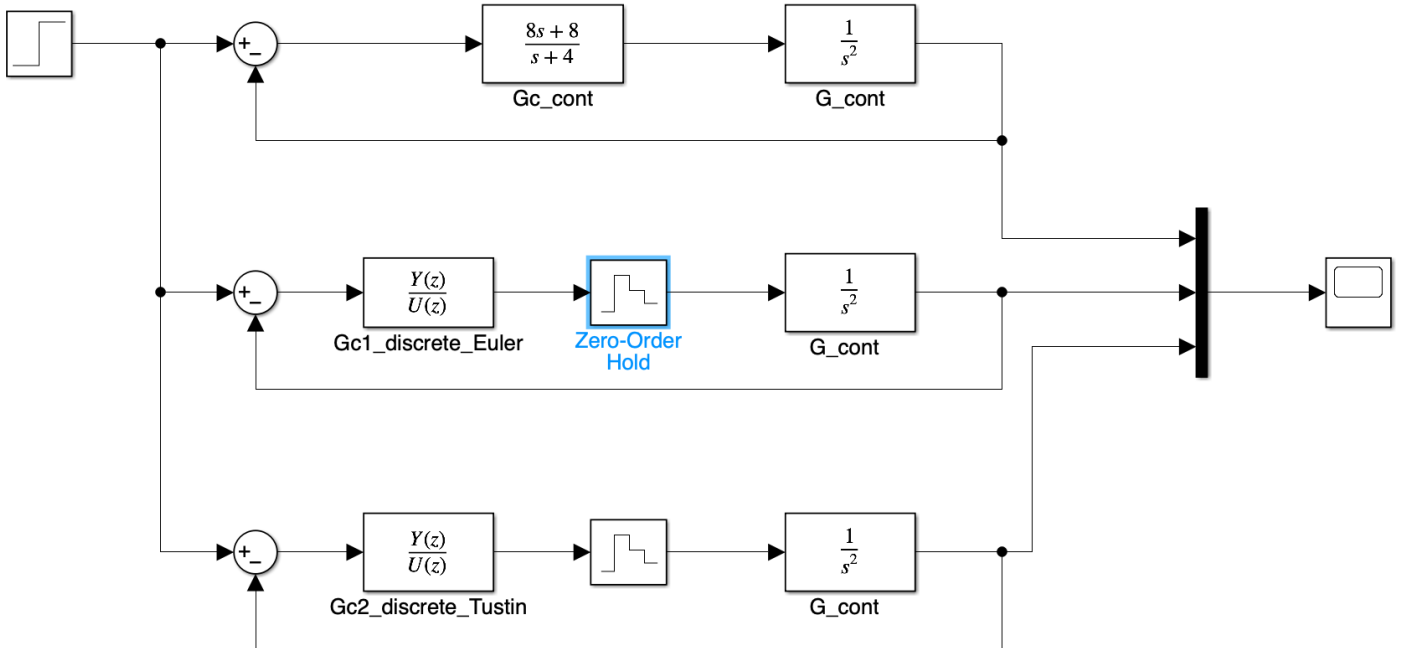 +
−
8s + 8
s + 4
Gc_cont
1
s²
G_cont
+
−
Y(z)
U(z)
Gc1_discrete_Euler
Zero-Order
Hold
1
s²
G_cont
+
−
Y(z)
U(z)
Gc2_discrete_Tustin
1
s²
G_cont